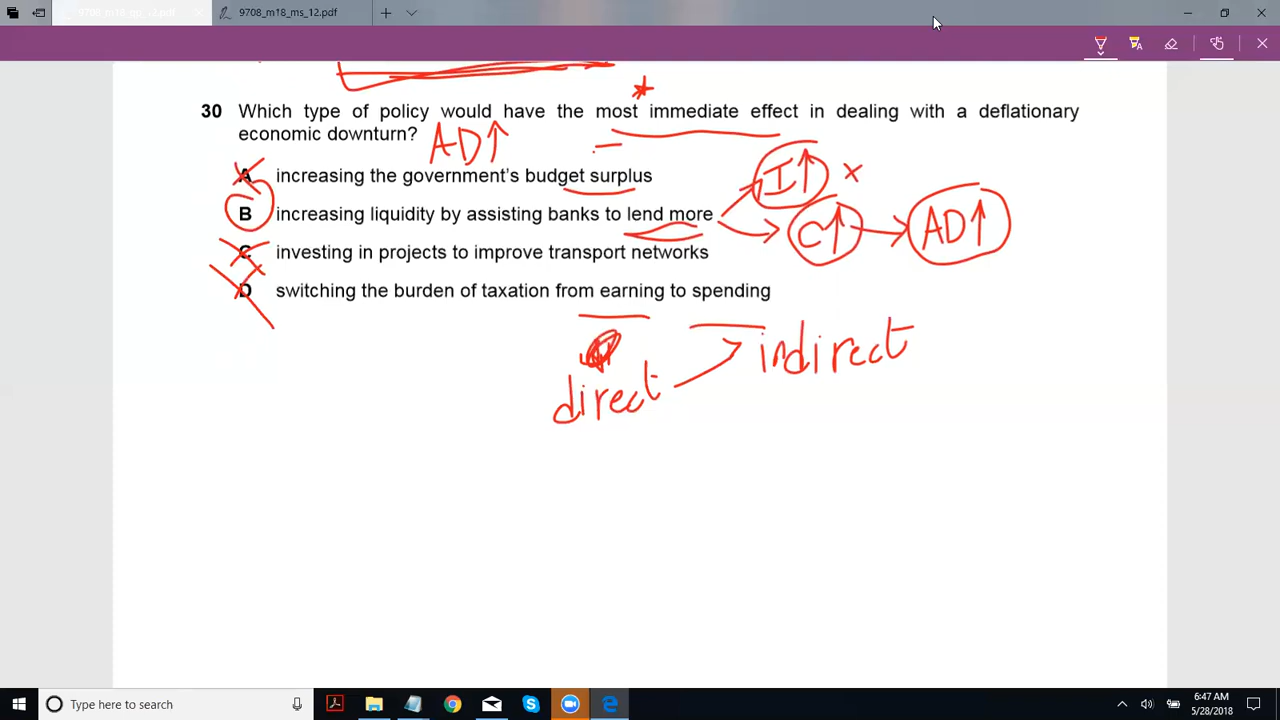 9708_m18_ms_12.pdf
30 Which type of policy would have the most immediate effect in dealing with a deflationary
economic downturn?
AD↑
A increasing the government's budget surplus
I↑ ×
B increasing liquidity by assisting banks to lend more
C↑ → AD↑
C investing in projects to improve transport networks
D switching the burden of taxation from earning to spending
direct → indirect
Type here to search
6:47 AM
5/28/2018